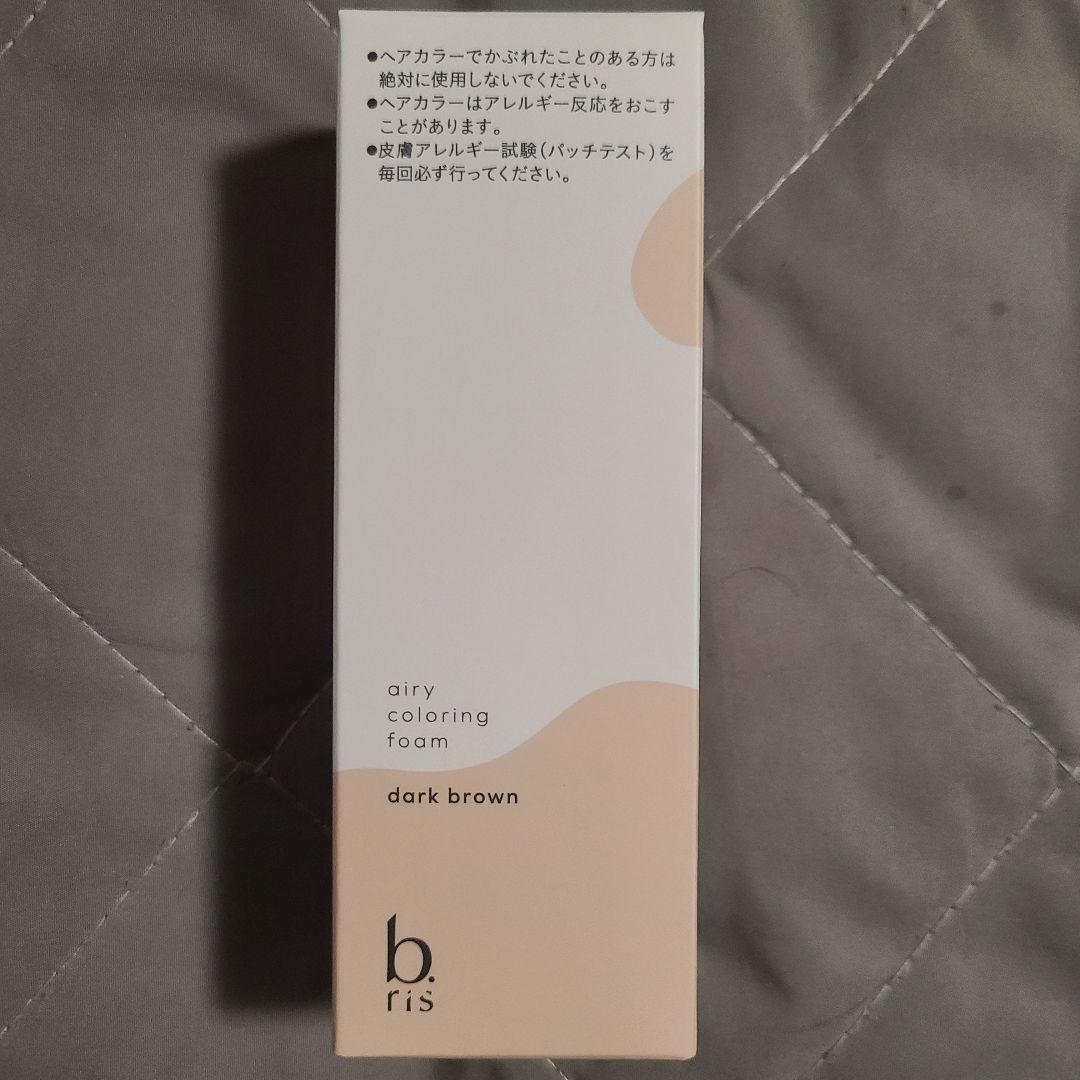 ●ヘアカラーでかぶれたことのある方は
絶対に使用しないでください。
●ヘアカラーはアレルギー反応をおこす
ことがあります。
●皮膚アレルギー試験(パッチテスト)を
毎回必ず行ってください。
airy
coloring
foam
dark brown
b.
ris